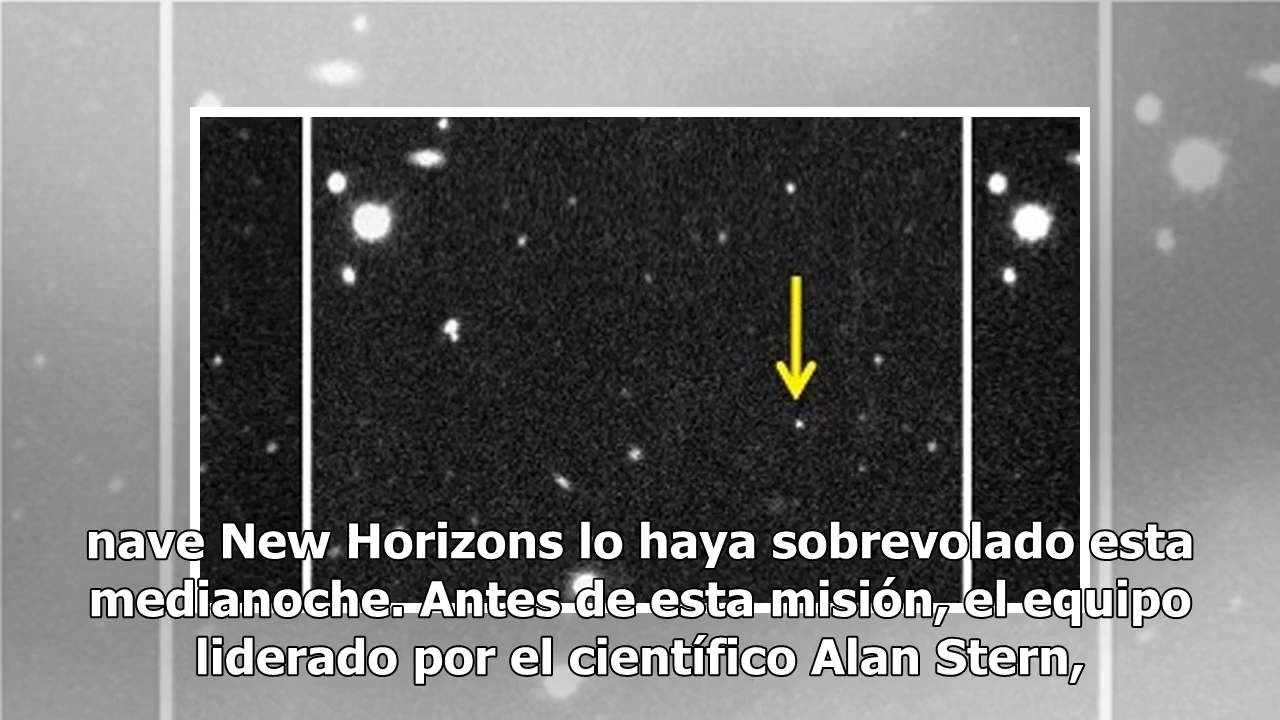 nave New Horizons lo haya sobrevolado esta
medianoche. Antes de esta misión, el equipo
liderado por el científico Alan Stern,